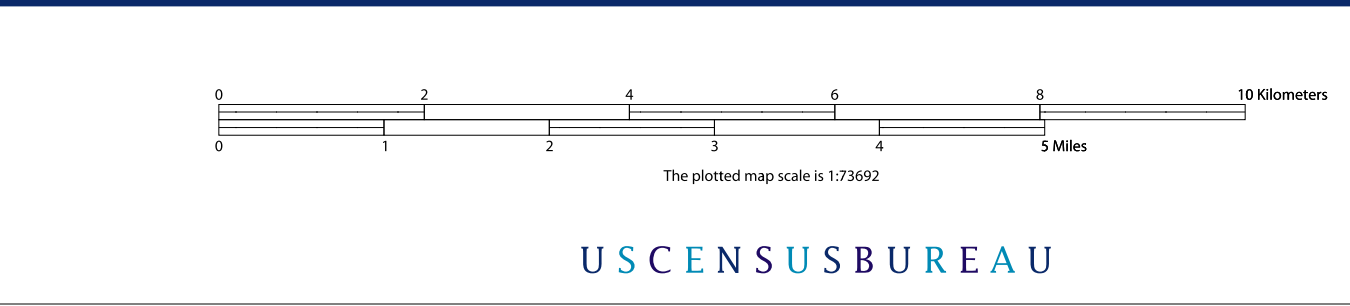 0 2 4 6 8 10 Kilometers
0 1 2 3 4 5 Miles
The plotted map scale is 1:73692
USCENSUSBUREAU